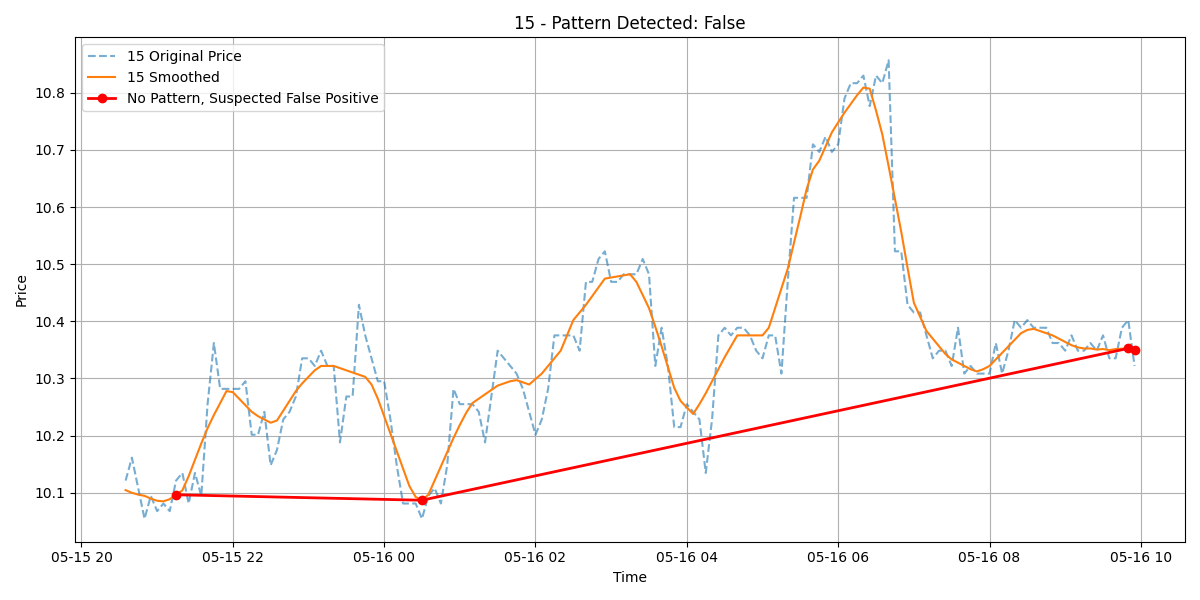 15 - Pattern Detected: False
15 Original Price
15 Smoothed
No Pattern, Suspected False Positive
Price
10.8
10.7
10.6
10.5
10.4
10.3
10.2
10.1
05-15 20
05-15 22
05-16 00
05-16 02
05-16 04
05-16 06
05-16 08
05-16 10
Time